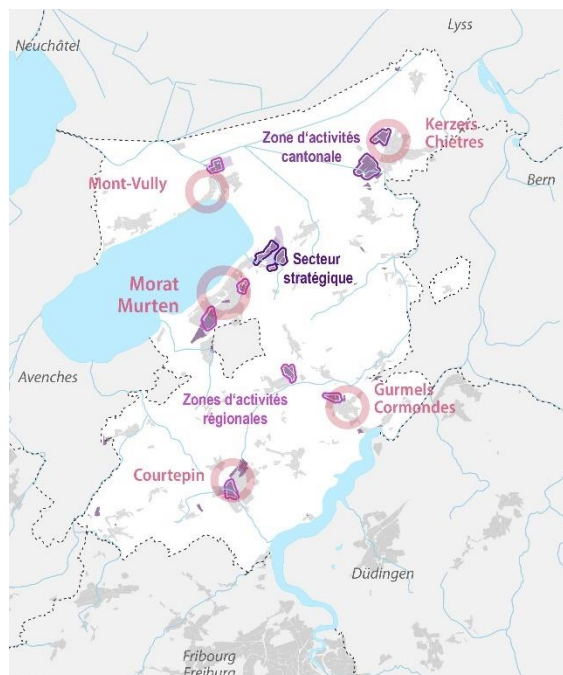 Lyss
Neuchâtel
Kerzers
Chiètres
Zone d'activités
cantonale
Bern
Mont-Vully
Secteur
stratégique
Morat
Murten
Avenches
Zones d'activités
régionales
Gurmels
Cormondes
Courtepin
Düdingen
Fribourg
Freiburg